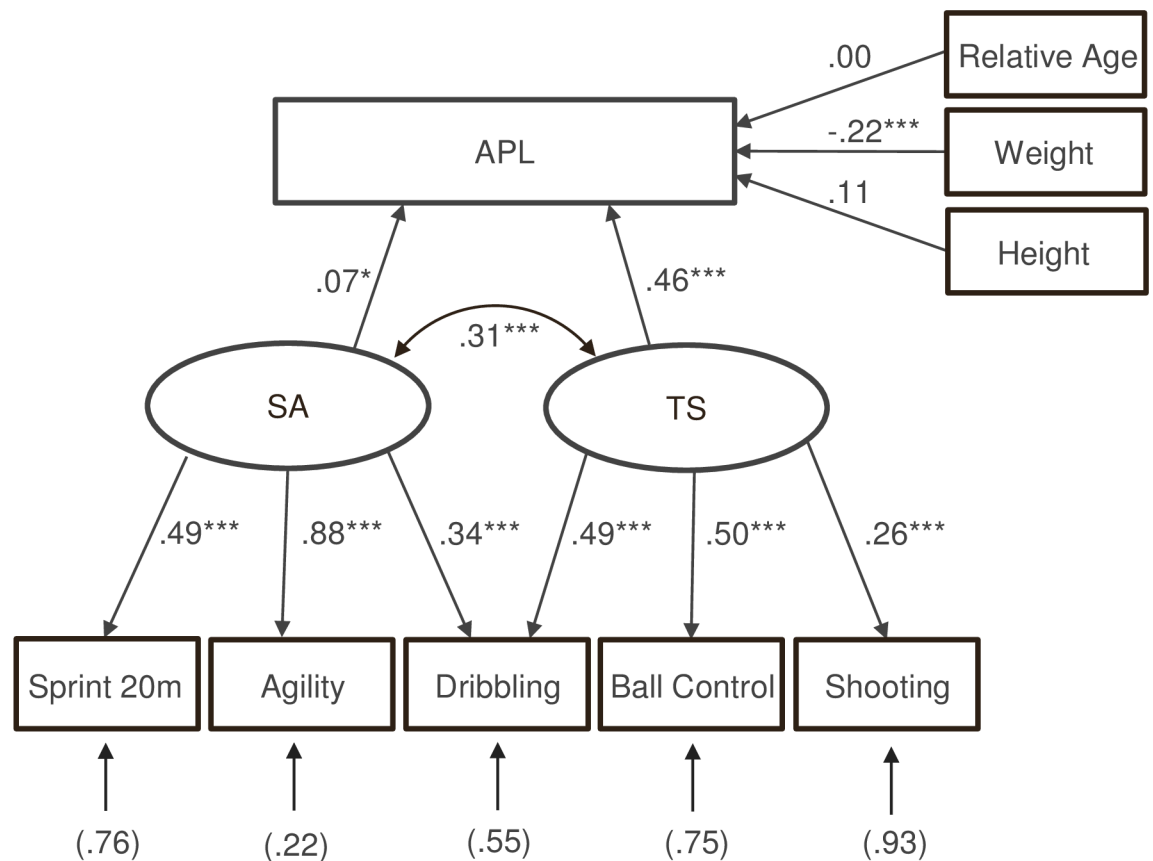 .00
Relative Age
-.22***
APL
Weight
.11
Height
.07*
.46***
.31***
SA
TS
.49***
.88***
.34***
.49***
.50***
.26***
Sprint 20m
Agility
Dribbling
Ball Control
Shooting
(.76)
(.22)
(.55)
(.75)
(.93)